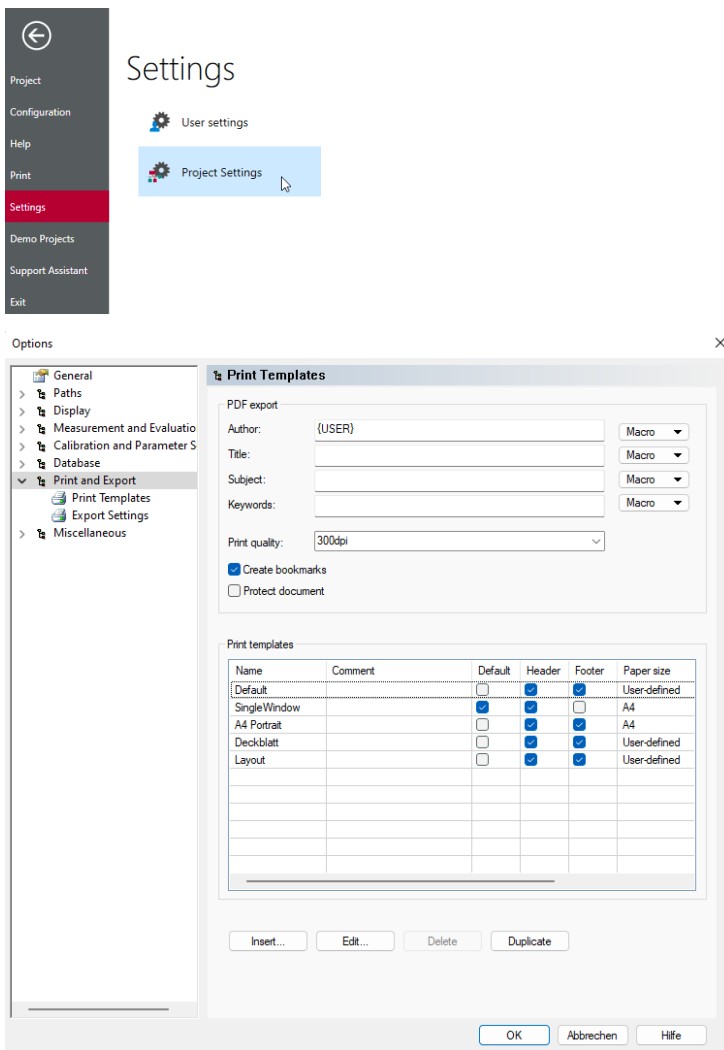 Settings
Project
Configuration
Help
Print
Settings
Demo Projects
Support Assistant
Exit
User settings
Project Settings
Options
General
Paths
Display
Measurement and Evaluatio
Calibration and Parameter S
Database
Print and Export
Print Templates
Export Settings
Miscellaneous
Print Templates
PDF export
Author: {USER} Macro
Title: Macro
Subject: Macro
Keywords: Macro
Print quality: 300dpi
Create bookmarks
Protect document
Print templates
Name Comment Default Header Footer Paper size
Default User-defined
SingleWindow A4
A4 Portrait A4
Deckblatt User-defined
Layout User-defined
Insert... Edit... Delete Duplicate
OK Abbrechen Hilfe